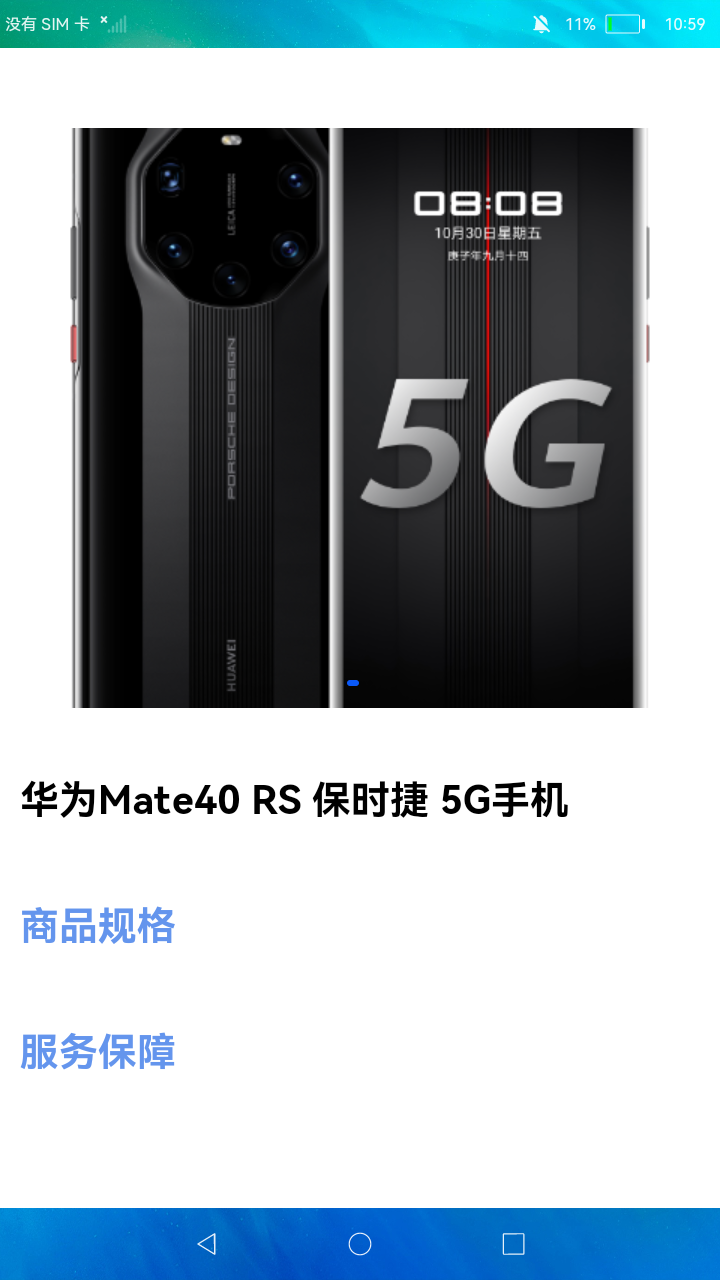 没有 SIM 卡
11%
10:59
LEICA
PORSCHE DESIGN
HUAWEI
08:08
10月30日星期五
庚子年九月十四
5G
华为Mate40 RS 保时捷 5G手机
商品规格
服务保障